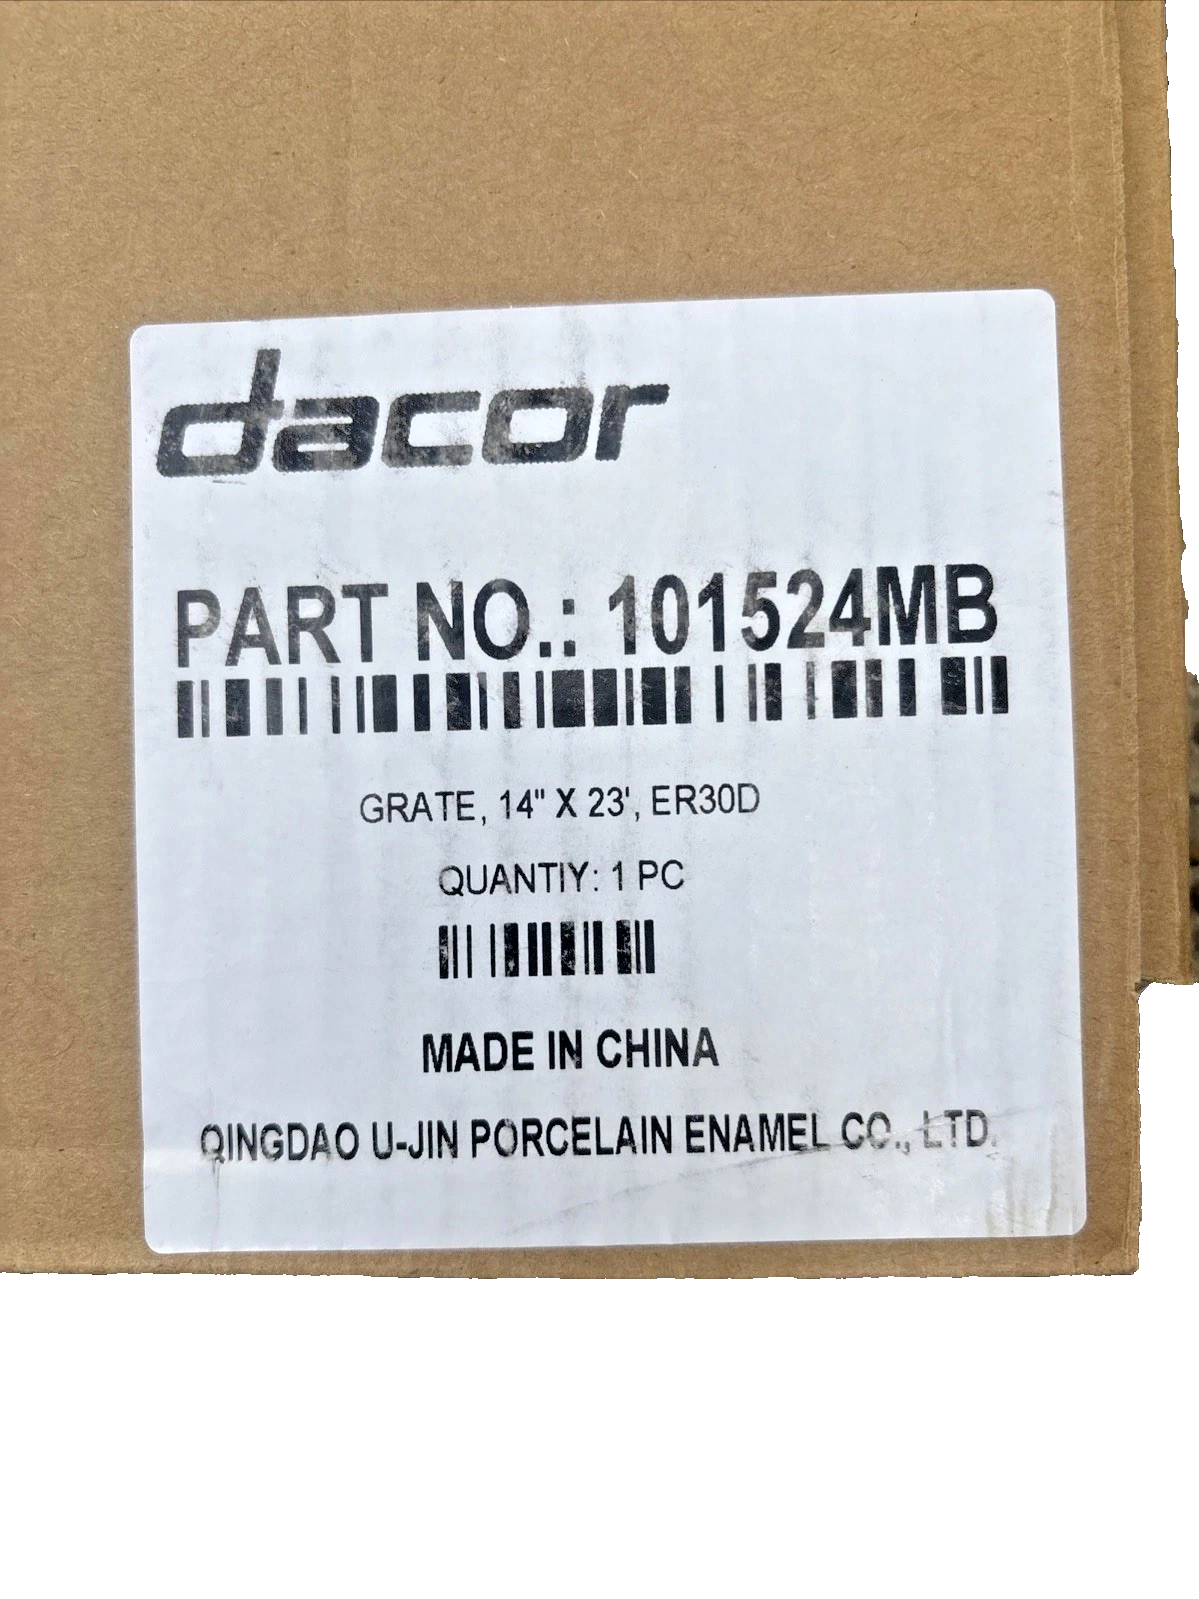 dacor
PART NO.: 101524MB
GRATE, 14" X 23', ER30D
QUANTIY: 1 PC
MADE IN CHINA
QINGDAO U-JIN PORCELAIN ENAMEL CO., LTD.